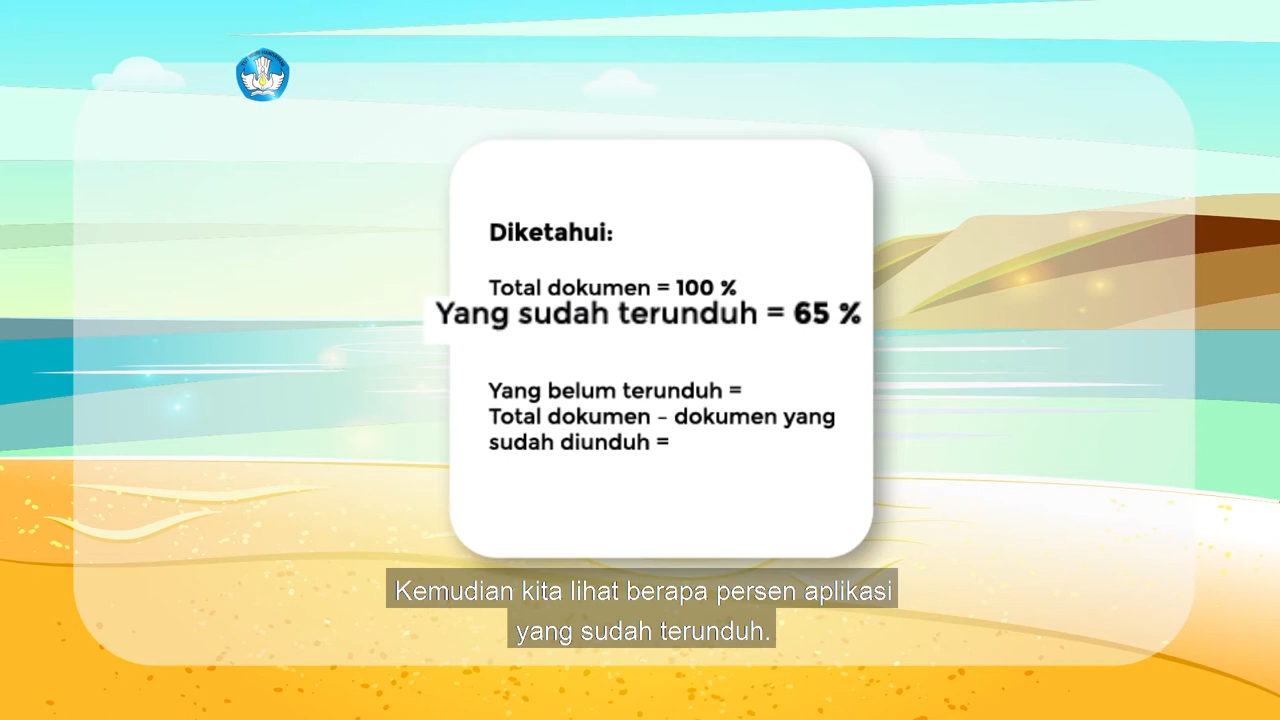 Diketahui:
Total dokumen = 100 %
Yang sudah terunduh = 65 %
Yang belum terunduh =
Total dokumen – dokumen yang
sudah diunduh =
Kemudian kita lihat berapa persen aplikasi
yang sudah terunduh.